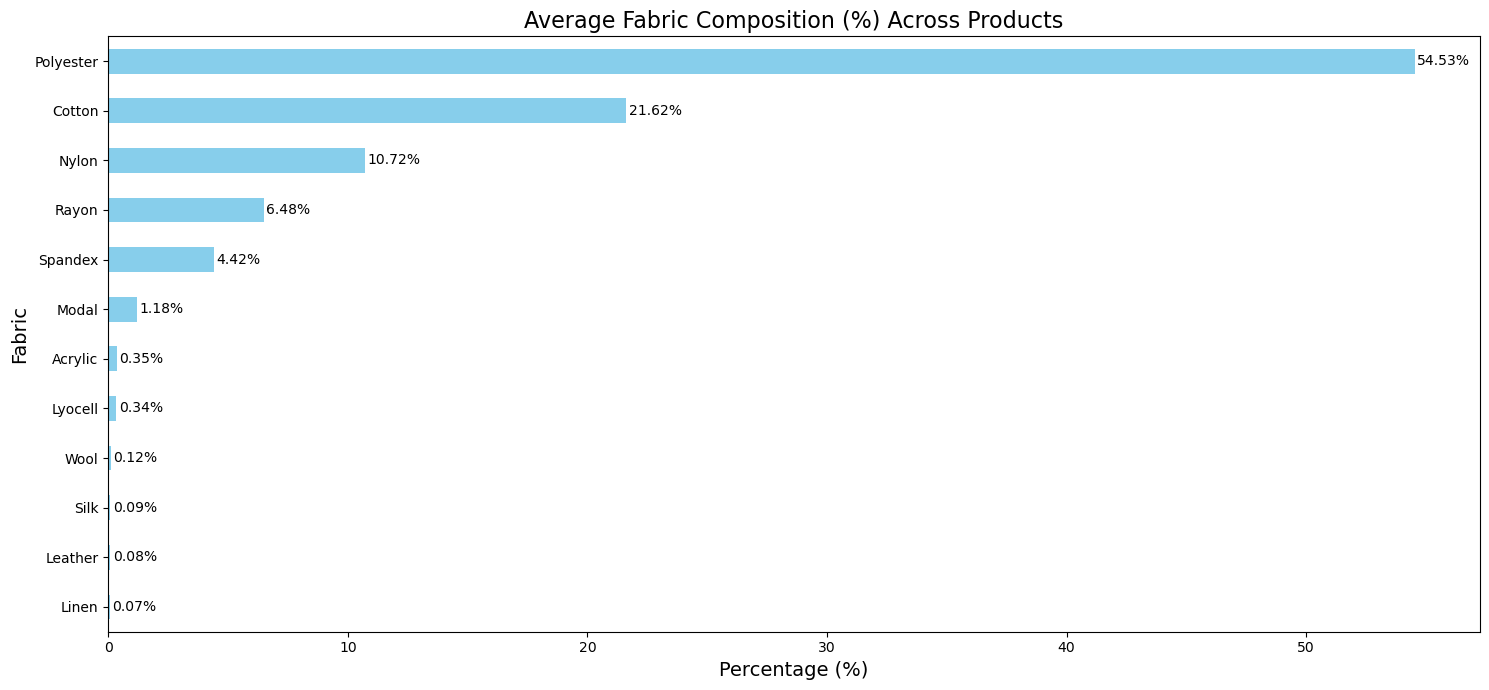 Average Fabric Composition (%) Across Products
Polyester 54.53%
Cotton 21.62%
Nylon 10.72%
Rayon 6.48%
Spandex 4.42%
Modal 1.18%
Acrylic 0.35%
Lyocell 0.34%
Wool 0.12%
Silk 0.09%
Leather 0.08%
Linen 0.07%
Fabric
0 10 20 30 40 50
Percentage (%)